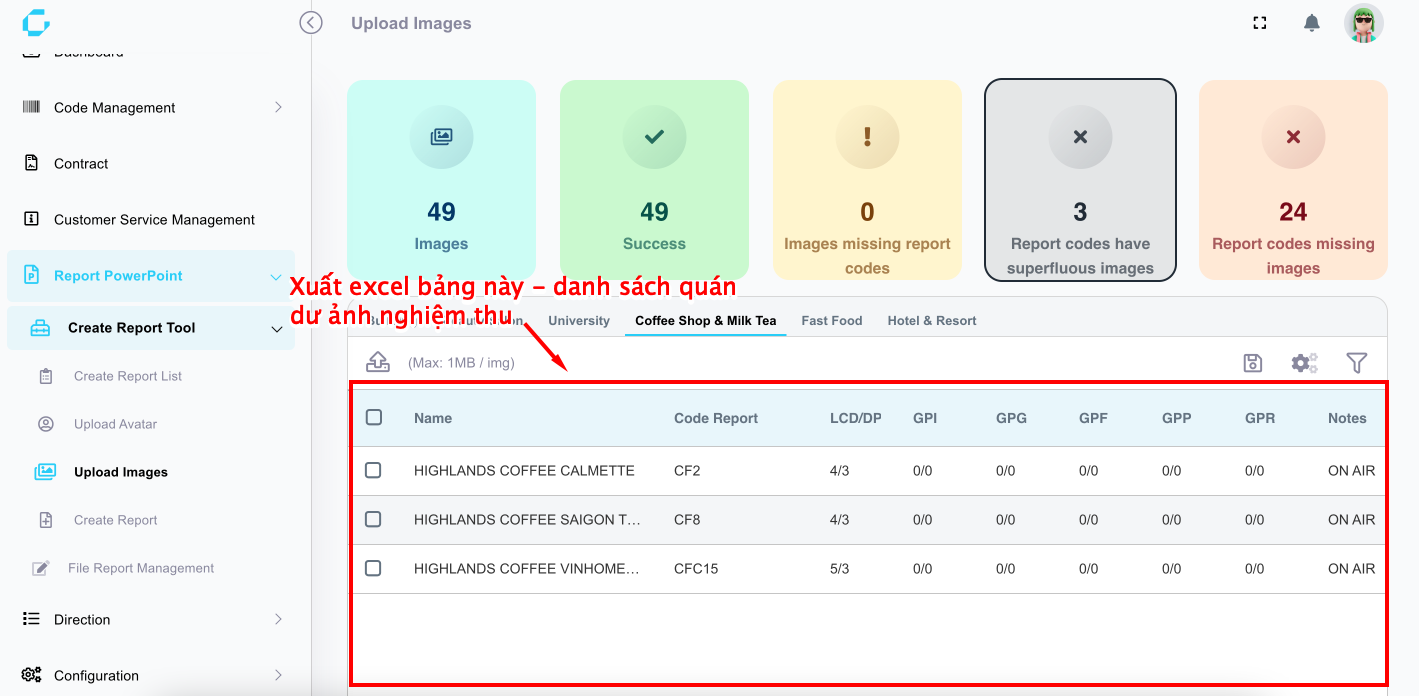 Upload Images
Dashboard
Code Management
Contract
Customer Service Management
Report PowerPoint
Create Report Tool
Create Report List
Upload Avatar
Upload Images
Create Report
File Report Management
Direction
Configuration
49
Images
49
Success
0
Images missing report
codes
3
Report codes have
superfluous images
24
Report codes missing
images
Xuất excel bảng này – danh sách quán
dư ảnh nghiệm thu
University Coffee Shop & Milk Tea Fast Food Hotel & Resort
(Max: 1MB / img)
Name Code Report LCD/DP GPI GPG GPF GPP GPR Notes
HIGHLANDS COFFEE CALMETTE CF2 4/3 0/0 0/0 0/0 0/0 0/0 ON AIR
HIGHLANDS COFFEE SAIGON T... CF8 4/3 0/0 0/0 0/0 0/0 0/0 ON AIR
HIGHLANDS COFFEE VINHOME... CFC15 5/3 0/0 0/0 0/0 0/0 0/0 ON AIR